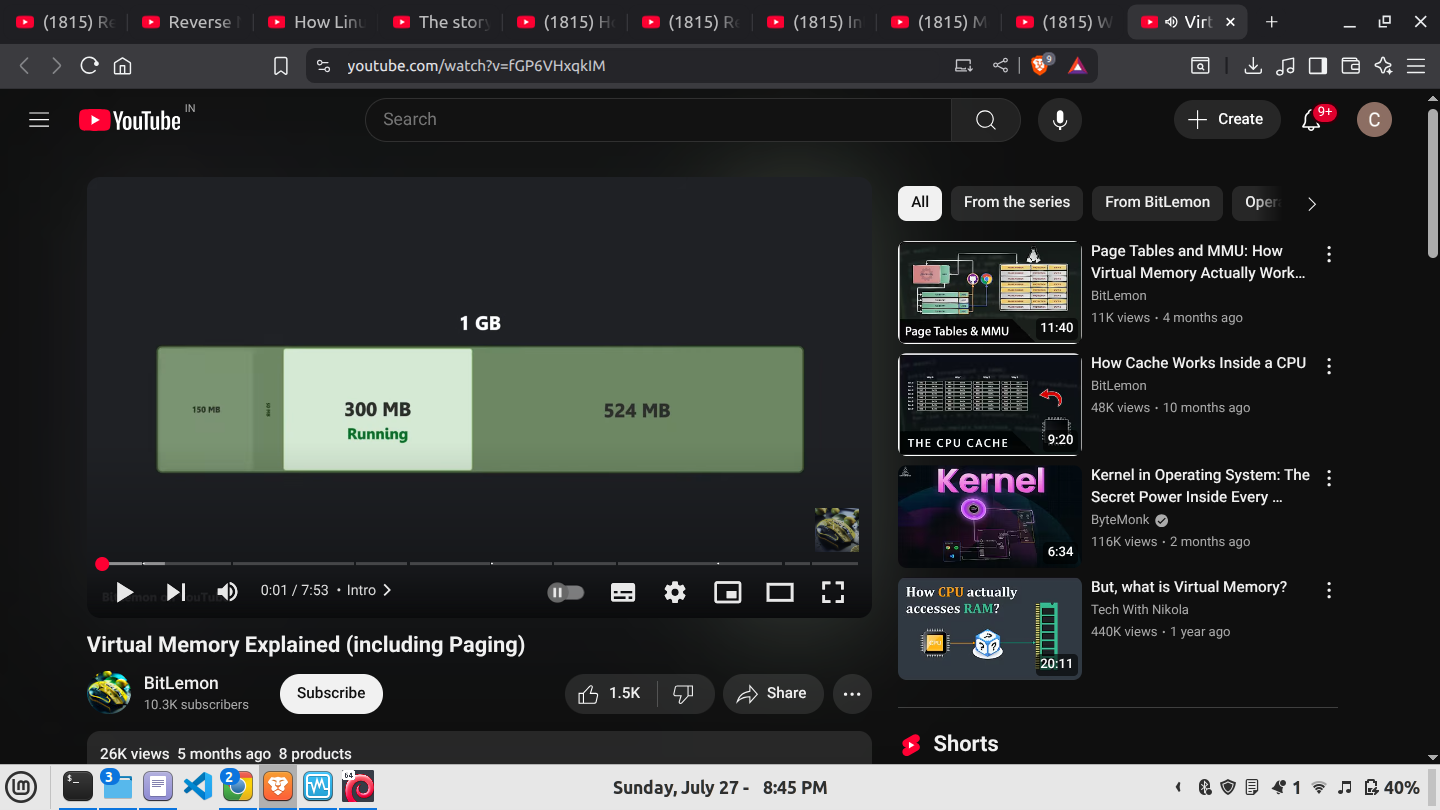 (1815) Re
Reverse
How Linu
The story
(1815) H
(1815) Re
(1815) In
(1815) M
(1815) W
Virt
youtube.com/watch?v=fGP6VHxqkIM
9
YouTube
IN
Search
Create
9+
C
1 GB
150 MB
300 MB
Running
524 MB
0:01 / 7:53 • Intro
Virtual Memory Explained (including Paging)
BitLemon
10.3K subscribers
Subscribe
1.5K
Share
26K views 5 months ago 8 products
All
From the series
From BitLemon
Oper
Page Tables & MMU
11:40
Page Tables and MMU: How
Virtual Memory Actually Work...
BitLemon
11K views • 4 months ago
THE CPU CACHE
9:20
How Cache Works Inside a CPU
BitLemon
48K views • 10 months ago
Kernel
6:34
Kernel in Operating System: The
Secret Power Inside Every ...
ByteMonk
116K views • 2 months ago
How CPU actually
accesses RAM?
20:11
But, what is Virtual Memory?
Tech With Nikola
440K views • 1 year ago
Shorts
3
2
64
Sunday, July 27 - 8:45 PM
1
40%